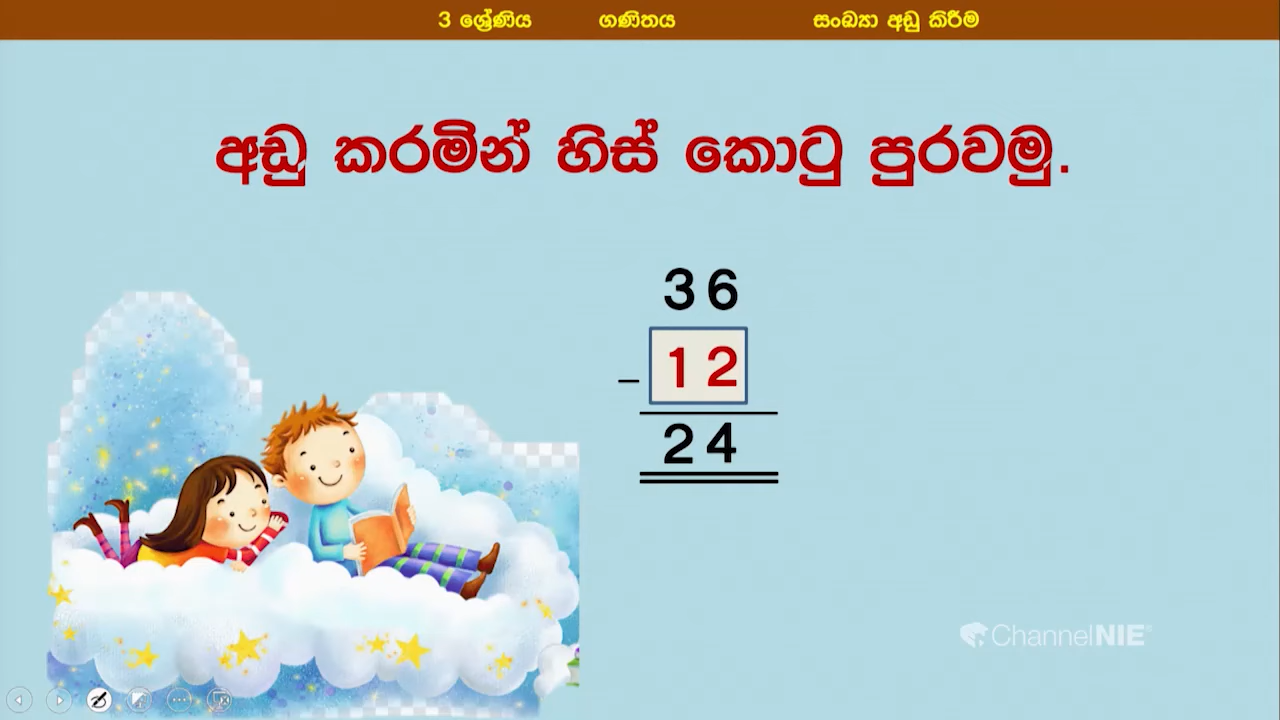 3 ශ්‍රේණිය ගණිතය සංඛ්‍යා අඩු කිරීම
අඩු කරමින් හිස් කොටු පුරවමු.
36
– 12
24
ChannelNIE